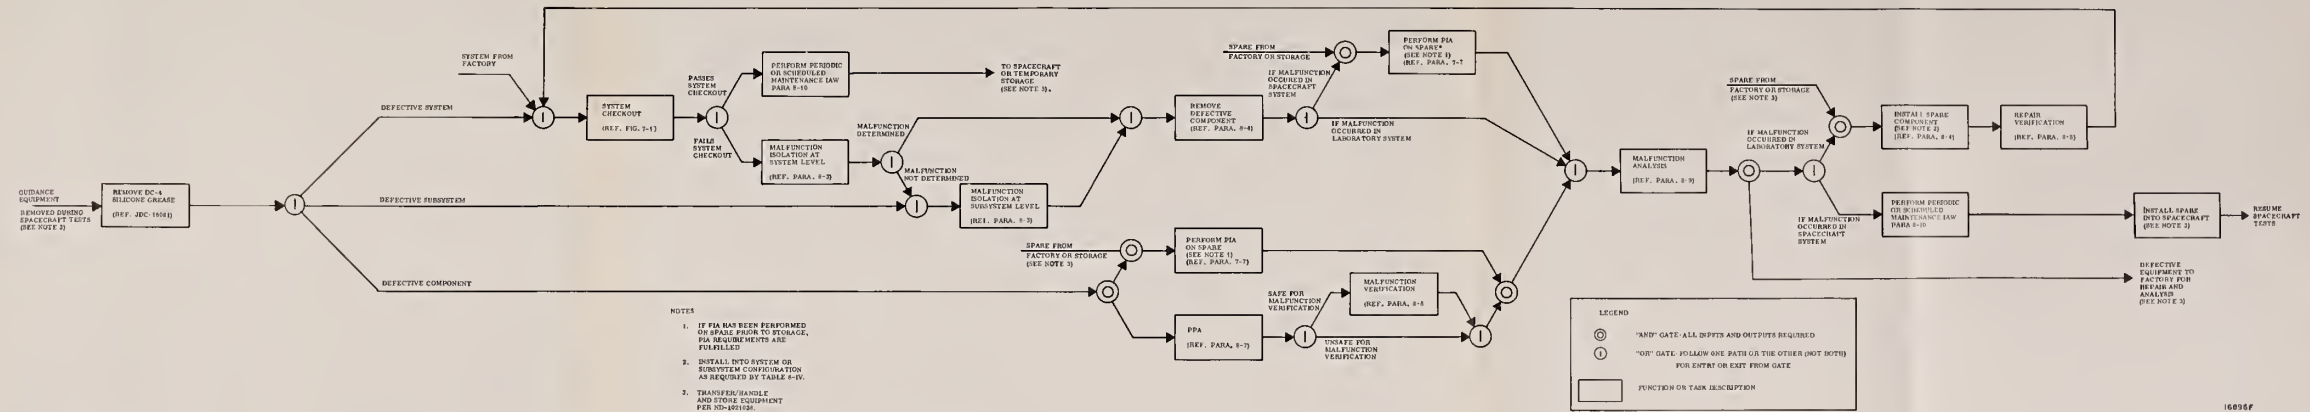 GUIDANCE
EQUIPMENT
REMOVED DURING
SPACECRAFT TESTS
(SEE NOTE 3)
REMOVE DC-4
SILICONE GREASE
DEFECTIVE SYSTEM
DEFECTIVE SUBSYSTEM
DEFECTIVE COMPONENT
SYSTEM FROM
FACTORY
SYSTEM
CHECKOUT
(REF. FIG. 7-1)
PASSES
SYSTEM
CHECKOUT
FAILS
SYSTEM
CHECKOUT
PERFORM PERIODIC
OR SCHEDULED
MAINTENANCE IAW
PARA 8-10
TO SPACECRAFT
OR TEMPORARY
STORAGE
(SEE NOTE 3).
MALFUNCTION
ISOLATION AT
SYSTEM LEVEL
(REF. PARA. 8-3)
MALFUNCTION
DETERMINED
MALFUNCTION
NOT DETERMINED
MALFUNCTION
ISOLATION AT
SUBSYSTEM LEVEL
(REF. PARA. 8-3)
REMOVE
DEFECTIVE
COMPONENT
(REF. PARA. 8-4)
SPARE FROM
FACTORY OR STORAGE
IF MALFUNCTION
OCCURED IN
SPACECRAFT
SYSTEM
IF MALFUNCTION
OCCURRED IN
LABORATORY SYSTEM
PERFORM PIA
ON SPARE*
(SEE NOTE 1)
(REF. PARA. 7-7
SPARE FROM
FACTORY OR STORAGE
(SEE NOTE 3)
PERFORM PIA
ON SPARE
(SEE NOTE 1)
(REF. PARA. 7-7)
PPA
(REF. PARA. 8-7)
SAFE FOR
MALFUNCTION
VERIFICATION
UNSAFE FOR
MALFUNCTION
VERIFICATION
MALFUNCTION
VERIFICATION
(REF. PARA. 8-8
MALFUNCTION
ANALYSIS
(REF. PARA. 8-9)
SPARE FROM
FACTORY OR STORAGE
(SEE NOTE 3)
IF MALFUNCTION
OCCURRED IN
LABORATORY SYSTEM
IF MALFUNCTION
OCCURRED IN
SPACECRAFT
SYSTEM
INSTALL SPARE
COMPONENT
(SEE NOTE 2)
(REF. PARA. 8-4)
REPAIR
VERIFICATION
(REF. PARA. 8-5)
PERFORM PERIODIC
OR SCHEDULED
MAINTENANCE IAW
PARA 8-10
INSTALL SPARE
INTO SPACECRAFT
(SEE NOTE 3)
RESUME
SPACECRAFT
TESTS
DEFECTIVE
EQUIPMENT TO
FACTORY FOR
REPAIR AND
ANALYSIS
(SEE NOTE 3)
NOTES
1. IF PIA HAS BEEN PERFORMED
ON SPARE PRIOR TO STORAGE,
PIA REQUIREMENTS ARE
FULFILLED
2. INSTALL INTO SYSTEM OR
SUBSYSTEM CONFIGURATION
AS REQUIRED BY TABLE 8-IV.
3. TRANSFER/HANDLE
AND STORE EQUIPMENT
LEGEND
"AND" GATE-ALL INPUTS AND OUTPUTS REQUIRED
"OR" GATE-FOLLOW ONE PATH OR THE OTHER (NOT BOTH)
FOR ENTRY OR EXIT FROM GATE
FUNCTION OR TASK DESCRIPTION